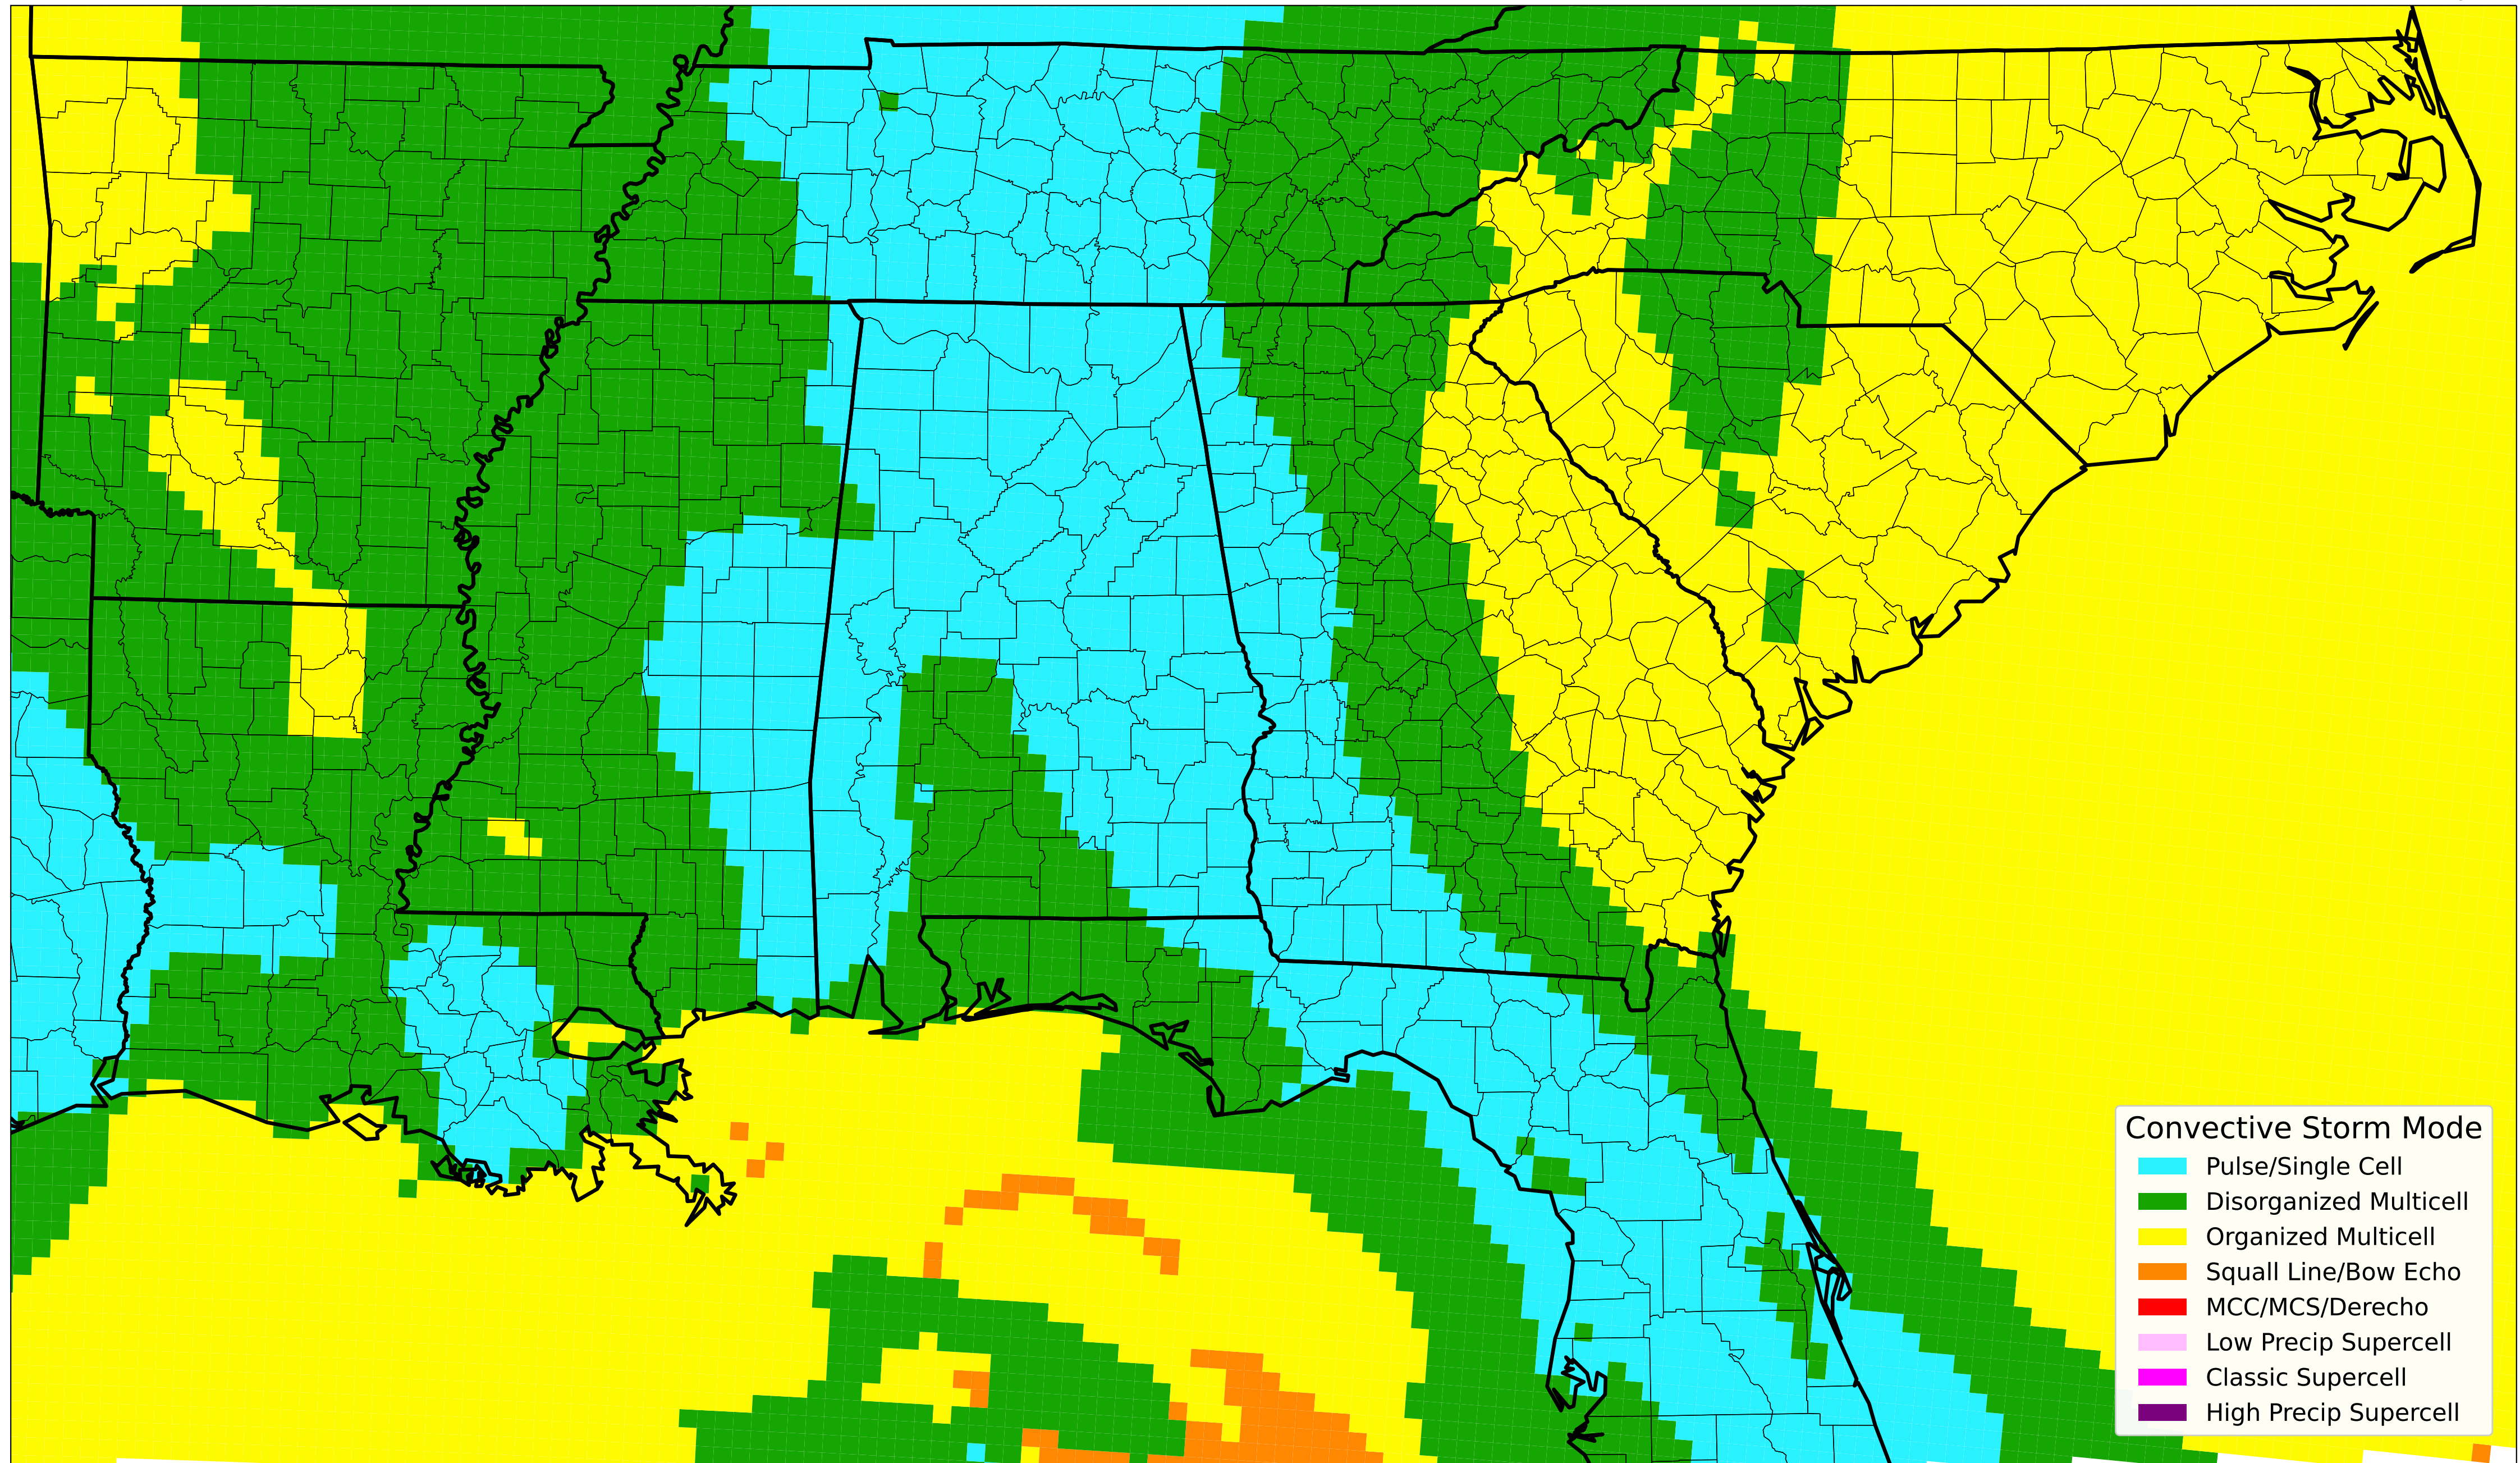 Convective Storm Mode
Pulse/Single Cell
Disorganized Multicell
Organized Multicell
Squall Line/Bow Echo
MCC/MCS/Derecho
Low Precip Supercell
Classic Supercell
High Precip Supercell